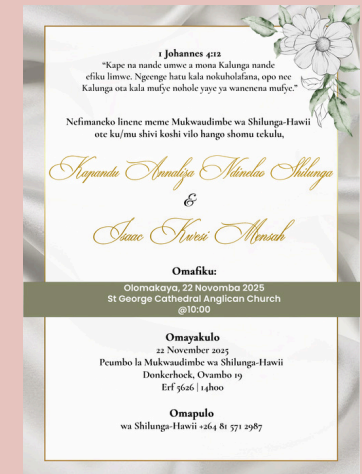 1 Johannes 4:12
"Kape na nande umwe a mona Kalunga nande
efiku limwe. Ngeenge hatu kala nokuholafana, opo nee
Kalunga ota kala mufye nohole yaye ya wanenena mufye."
Nefimaneko linene meme Mukwaudimbe wa Shilunga-Hawii
ote ku/mu shivi koshi vilo hango shomu tekulu,
Kapandu Annaliza Ndinelao Shilunga
&
Isaac Kwesi Mensah
Omafiku:
Olomakaya, 22 Novomba 2025
St George Cathedral Anglican Church
@10:00
Omayakulo
22 November 2025
Peumbo la Mukwaudimbe wa Shilunga-Hawii
Donkerhoek, Ovambo 19
Erf 5626 | 14h00
Omapulo
wa Shilunga-Hawii +264 81 571 2987